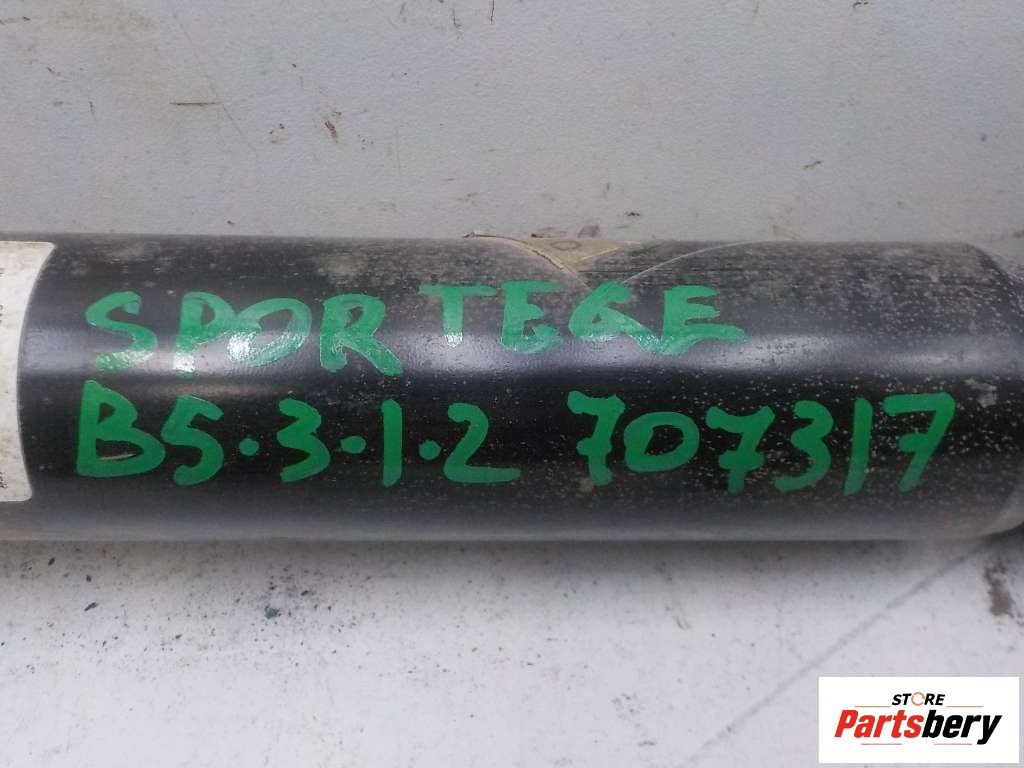 SPORTEGE
B5.3.1.2 707317
STORE
Partsbery